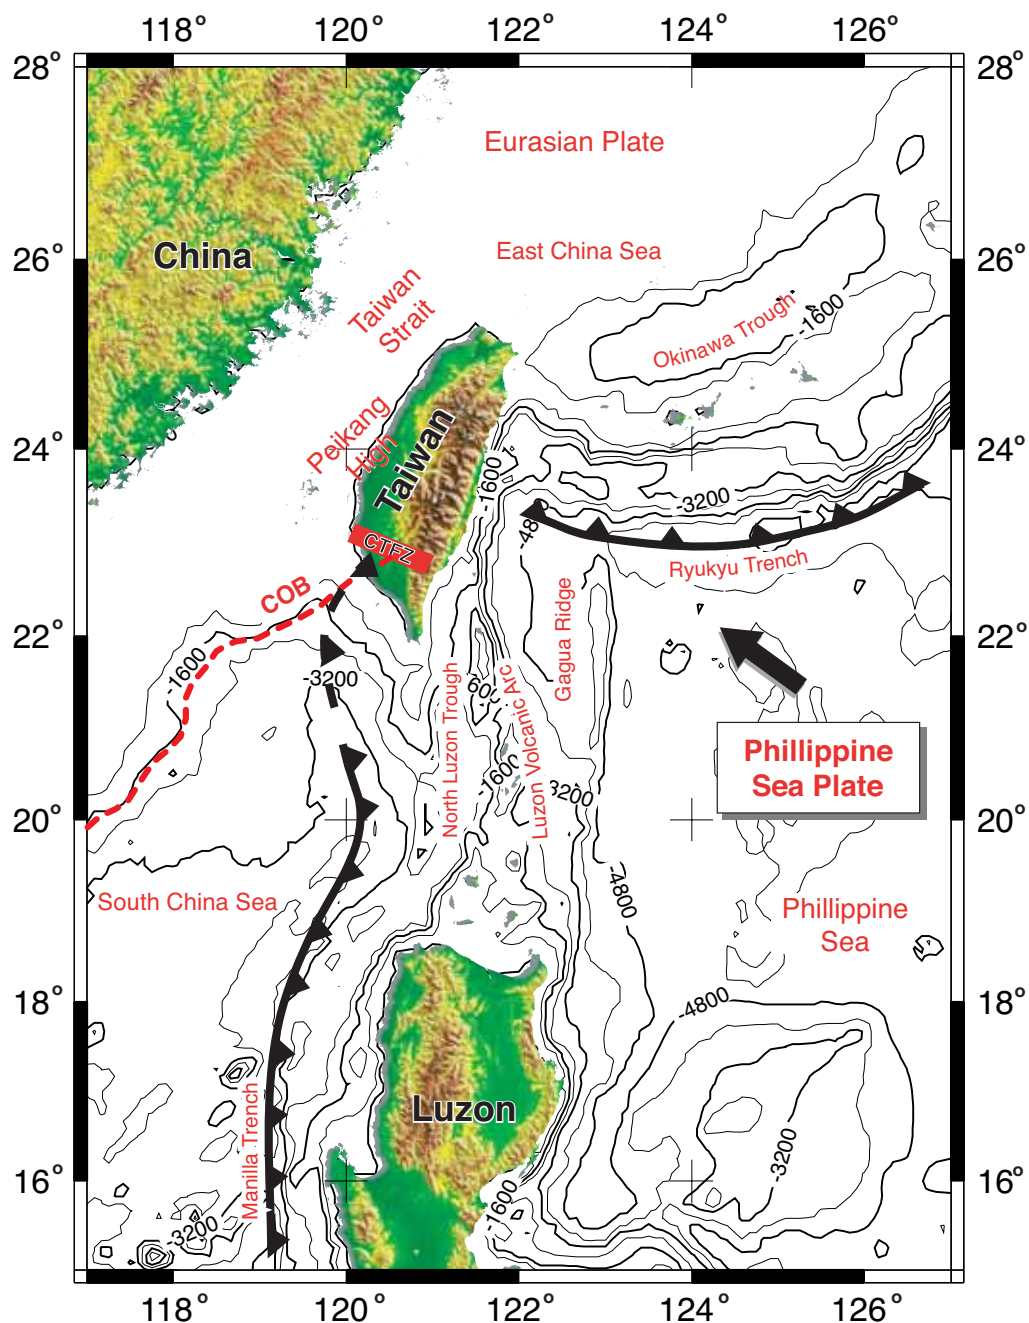 118° 120° 122° 124° 126°
28° 28°
Eurasian Plate
26° 26°
China
East China Sea
Taiwan
Strait
-1600
Okinawa Trough
Peikang
High
Taiwan
24° 24°
-1600
-3200
-4800
CTFZ
Ryukyu Trench
COB
22° 22°
Gagua Ridge
-1600
-3200
North Luzon Trough
600
Luzon Volcanic Arc
-1600
3200
Phillippine
Sea Plate
20° 20°
-4800
South China Sea
Phillippine
Sea
18° 18°
-4800
Manilla Trench
Luzon
-3200
16° 16°
-1600
-3200
118° 120° 122° 124° 126°